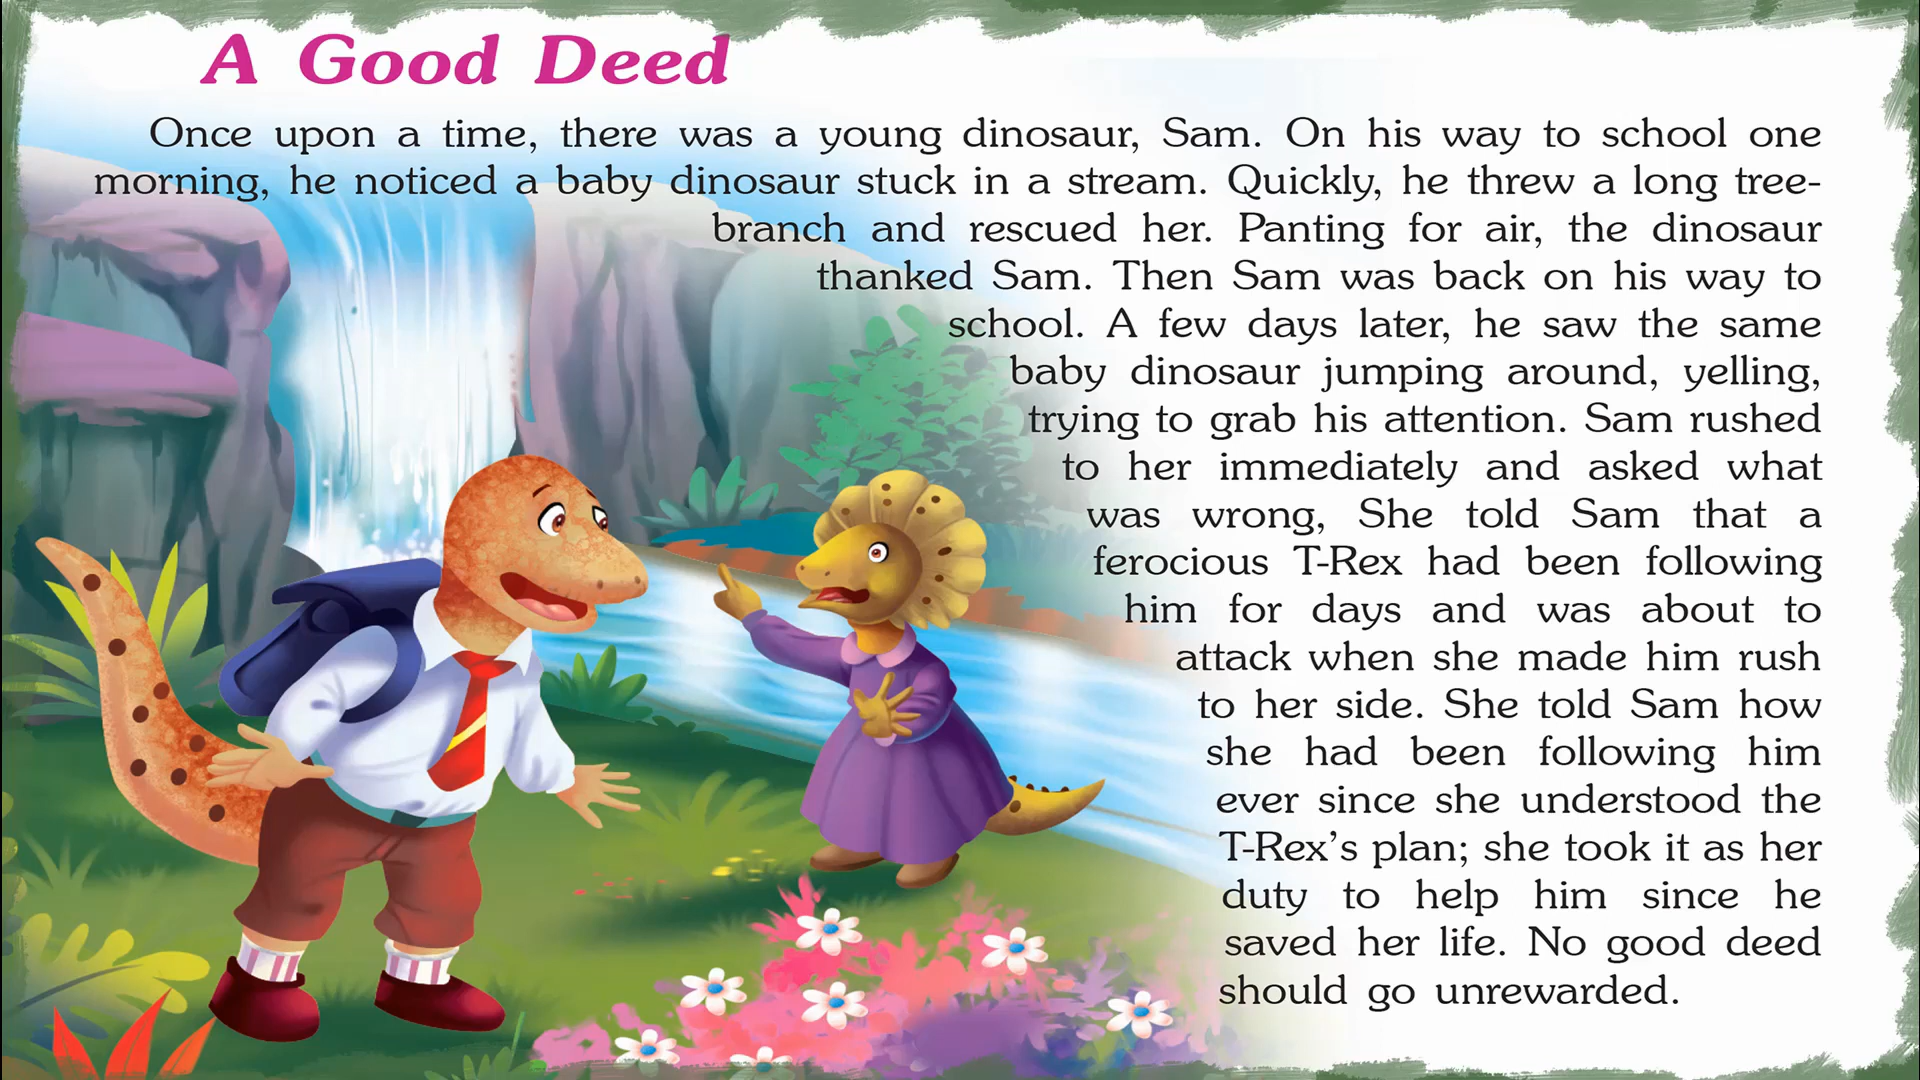 A Good Deed
Once upon a time, there was a young dinosaur, Sam. On his way to school one
morning, he noticed a baby dinosaur stuck in a stream. Quickly, he threw a long tree-
branch and rescued her. Panting for air, the dinosaur
thanked Sam. Then Sam was back on his way to
school. A few days later, he saw the same
baby dinosaur jumping around, yelling,
trying to grab his attention. Sam rushed
to her immediately and asked what
was wrong, She told Sam that a
ferocious T-Rex had been following
him for days and was about to
attack when she made him rush
to her side. She told Sam how
she had been following him
ever since she understood the
T-Rex’s plan; she took it as her
duty to help him since he
saved her life. No good deed
should go unrewarded.